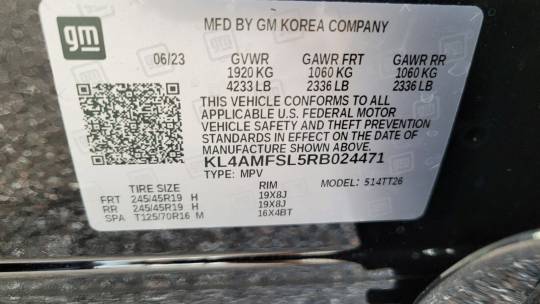 gm
MFD BY GM KOREA COMPANY
06/23 GVWR GAWR FRT GAWR RR
1920 KG 1060 KG 1060 KG
4233 LB 2336 LB 2336 LB
THIS VEHICLE CONFORMS TO ALL
APPLICABLE U.S. FEDERAL MOTOR
VEHICLE SAFETY AND THEFT PREVENTION
STANDARDS IN EFFECT ON THE DATE OF
MANUFACTURE SHOWN ABOVE.
KL4AMFSL5RB024471
TYPE: MPV MODEL: 514TT26
TIRE SIZE RIM
FRT 245/45R19 H 19X8J
RR 245/45R19 H 19X8J
SPA T125/70R16 M 16X4BT